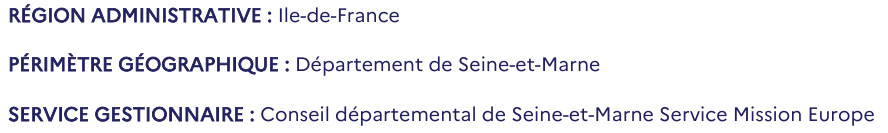 RÉGION ADMINISTRATIVE : Ile-de-France
PÉRIMÈTRE GÉOGRAPHIQUE : Département de Seine-et-Marne
SERVICE GESTIONNAIRE : Conseil départemental de Seine-et-Marne Service Mission Europe